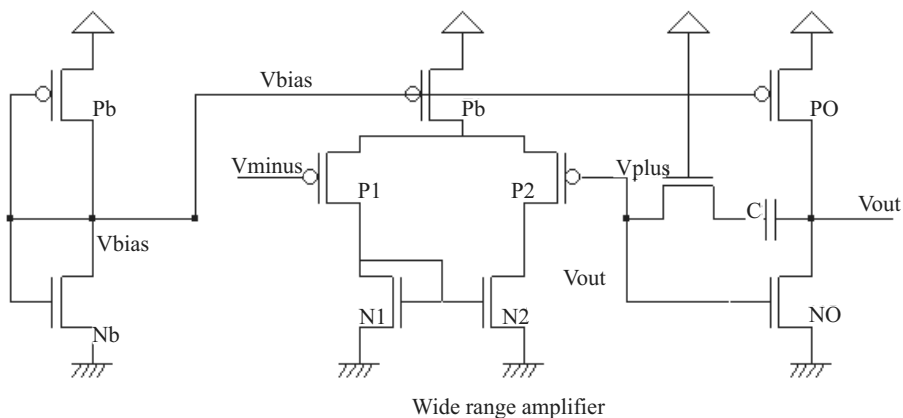 Vbias
Pb
Pb
PO
Vminus
Vplus
P1
P2
C
Vout
Vbias
Vout
Nb
N1
N2
NO
Wide range amplifier